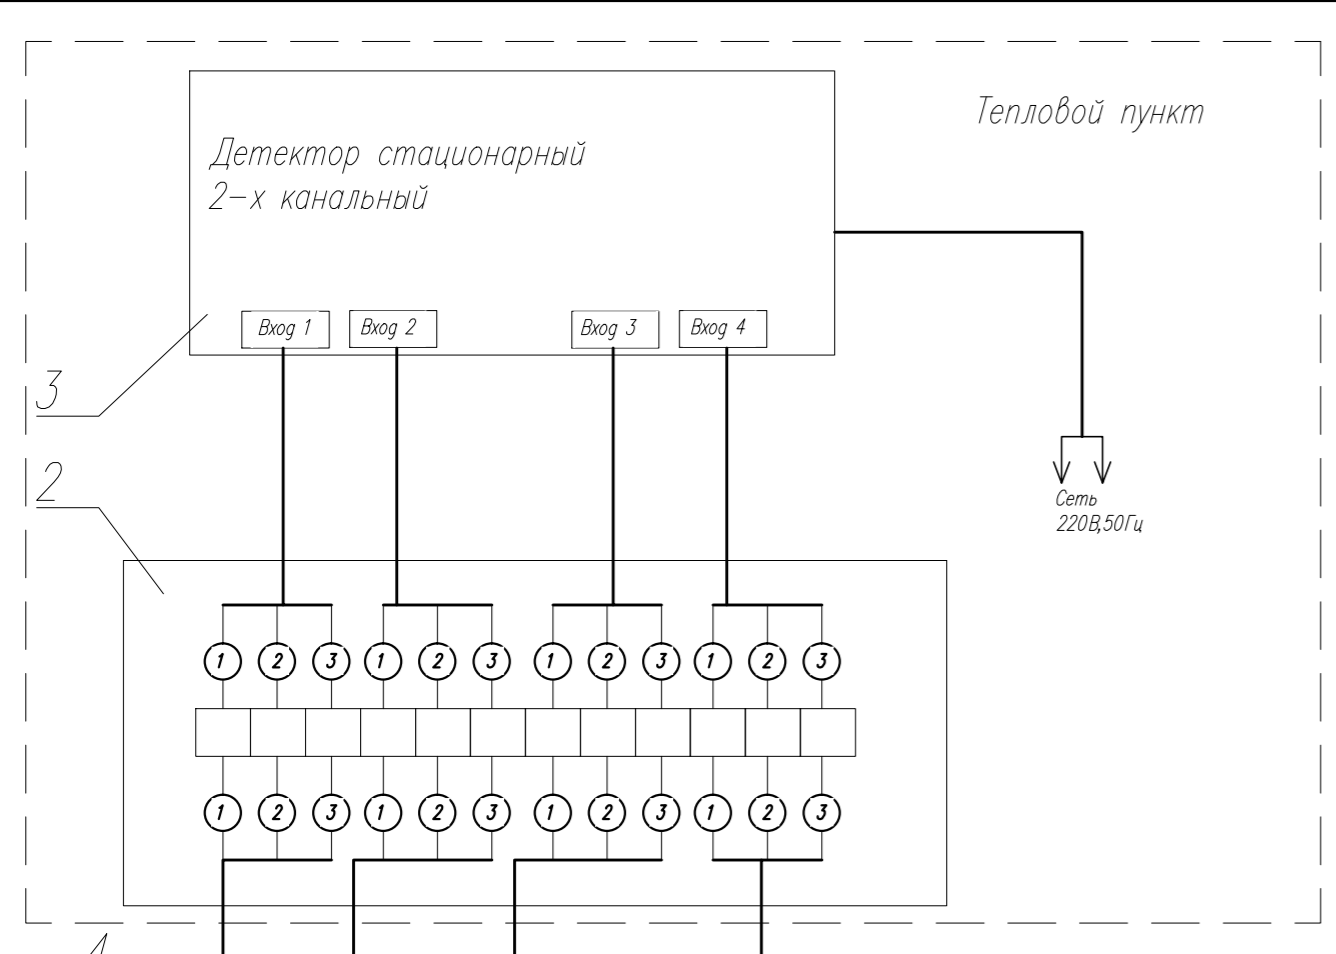 Тепловой пункт
Детектор стационарный
2-х канальный
Вход 1 Вход 2 Вход 3 Вход 4
3
2
Сеть
220В,50Гц
1 2 3 1 2 3 1 2 3 1 2 3
1 2 3 1 2 3 1 2 3 1 2 3